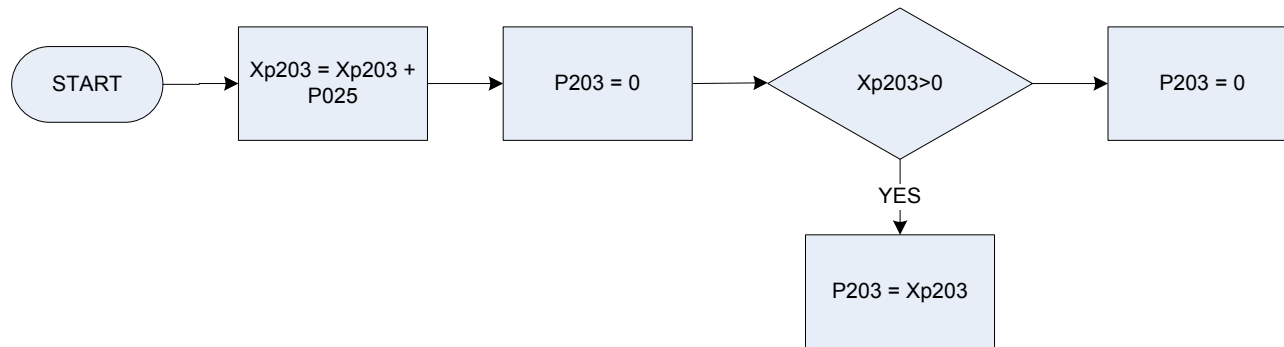 START
Xp203 = Xp203 +
P025
P203 = 0
Xp203>0
P203 = 0
YES
P203 = Xp203